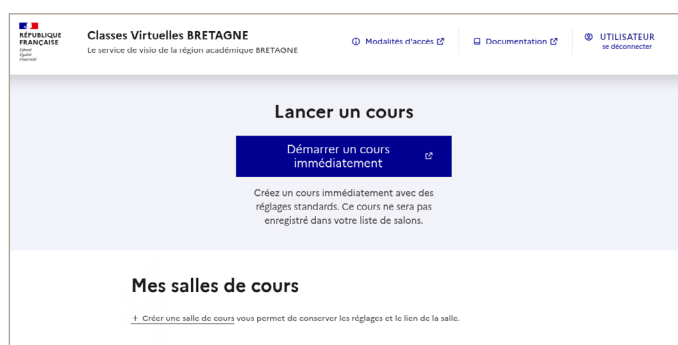 RÉPUBLIQUE
FRANÇAISE
Liberté
Égalité
Fraternité
Classes Virtuelles BRETAGNE
Le service de visio de la région académique BRETAGNE
Modalités d'accès
Documentation
UTILISATEUR
se déconnecter
Lancer un cours
Démarrer un cours
immédiatement
Créez un cours immédiatement avec des
réglages standards. Ce cours ne sera pas
enregistré dans votre liste de salons.
Mes salles de cours
+ Créer une salle de cours vous permet de conserver les réglages et le lien de la salle.